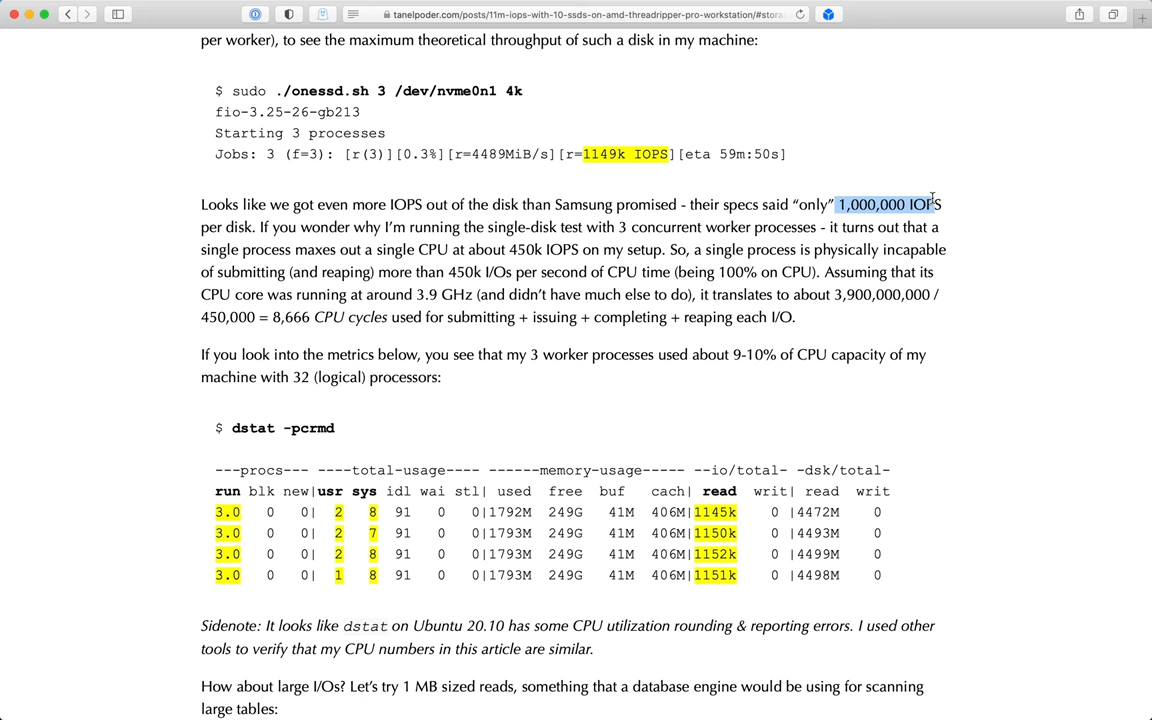 tanelpoder.com/posts/11m-iops-with-10-ssds-on-amd-threadripper-pro-workstation/#stora
per worker), to see the maximum theoretical throughput of such a disk in my machine:
$ sudo ./onessd.sh 3 /dev/nvme0n1 4k
fio-3.25-26-gb213
Starting 3 processes
Jobs: 3 (f=3): [r(3)][0.3%][r=4489MiB/s][r=1149k IOPS][eta 59m:50s]
Looks like we got even more IOPS out of the disk than Samsung promised - their specs said “only” 1,000,000 IOPS
per disk. If you wonder why I’m running the single-disk test with 3 concurrent worker processes - it turns out that a
single process maxes out a single CPU at about 450k IOPS on my setup. So, a single process is physically incapable
of submitting (and reaping) more than 450k I/Os per second of CPU time (being 100% on CPU). Assuming that its
CPU core was running at around 3.9 GHz (and didn’t have much else to do), it translates to about 3,900,000,000 /
450,000 = 8,666 CPU cycles used for submitting + issuing + completing + reaping each I/O.
If you look into the metrics below, you see that my 3 worker processes used about 9-10% of CPU capacity of my
machine with 32 (logical) processors:
$ dstat -pcrmd
---procs--- ----total-usage---- ------memory-usage----- --io/total- -dsk/total-
run blk new|usr sys idl wai stl| used free buf cach| read writ| read writ
3.0 0 0| 2 8 91 0 0|1792M 249G 41M 406M|1145k 0 |4472M 0
3.0 0 0| 2 7 91 0 0|1793M 249G 41M 406M|1150k 0 |4493M 0
3.0 0 0| 2 8 91 0 0|1793M 249G 41M 406M|1152k 0 |4499M 0
3.0 0 0| 1 8 91 0 0|1793M 249G 41M 406M|1151k 0 |4498M 0
Sidenote: It looks like dstat on Ubuntu 20.10 has some CPU utilization rounding & reporting errors. I used other
tools to verify that my CPU numbers in this article are similar.
How about large I/Os? Let’s try 1 MB sized reads, something that a database engine would be using for scanning
large tables: